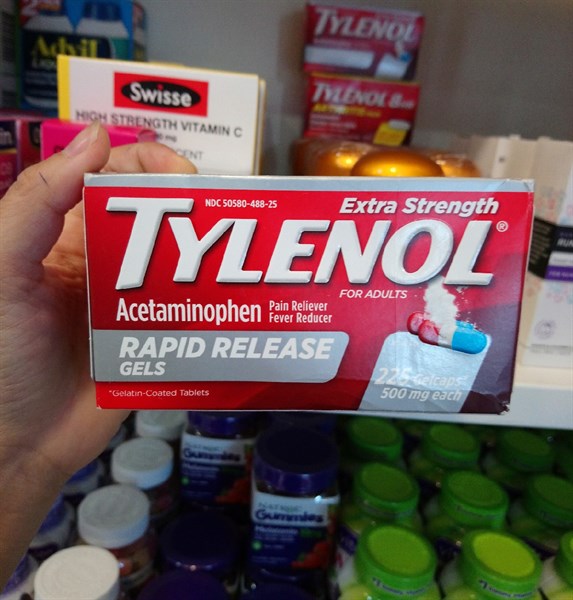 Advil
TYLENOL
TYLENOL 8
Swisse
HIGH STRENGTH VITAMIN C
NDC 50580-488-25
Extra Strength
TYLENOL®
FOR ADULTS
Acetaminophen
Pain Reliever
Fever Reducer
RAPID RELEASE
GELS
*Gelatin-Coated Tablets
225 Gelcaps*
500 mg each
Gummies
Gummies